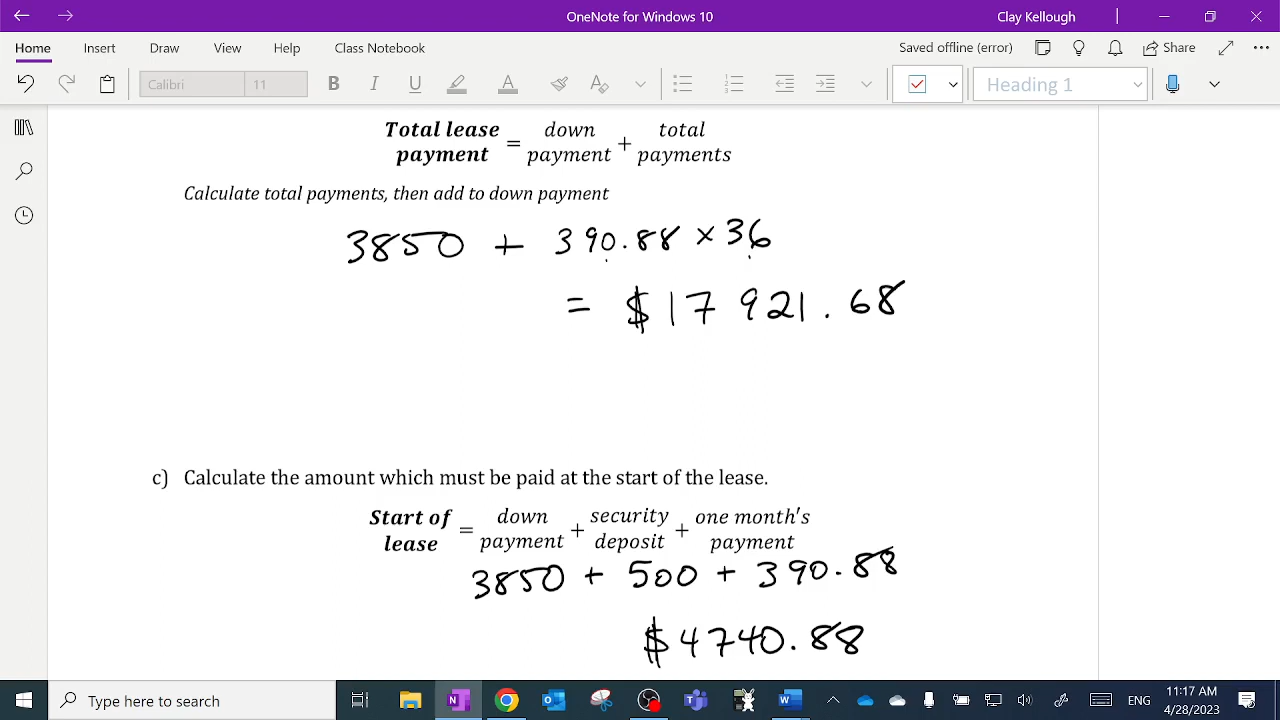 OneNote for Windows 10
Clay Kellough
Home Insert Draw View Help Class Notebook
Saved offline (error)
Share
Calibri 11 B I U A A Heading 1
Total lease payment = down payment + total payments
Calculate total payments, then add to down payment
3850 + 390.88 × 36
= $17 921.68
c) Calculate the amount which must be paid at the start of the lease.
Start of lease = down payment + security deposit + one month's payment
3850 + 500 + 390.88
$4740.88
Type here to search
ENG
11:17 AM
4/28/2023